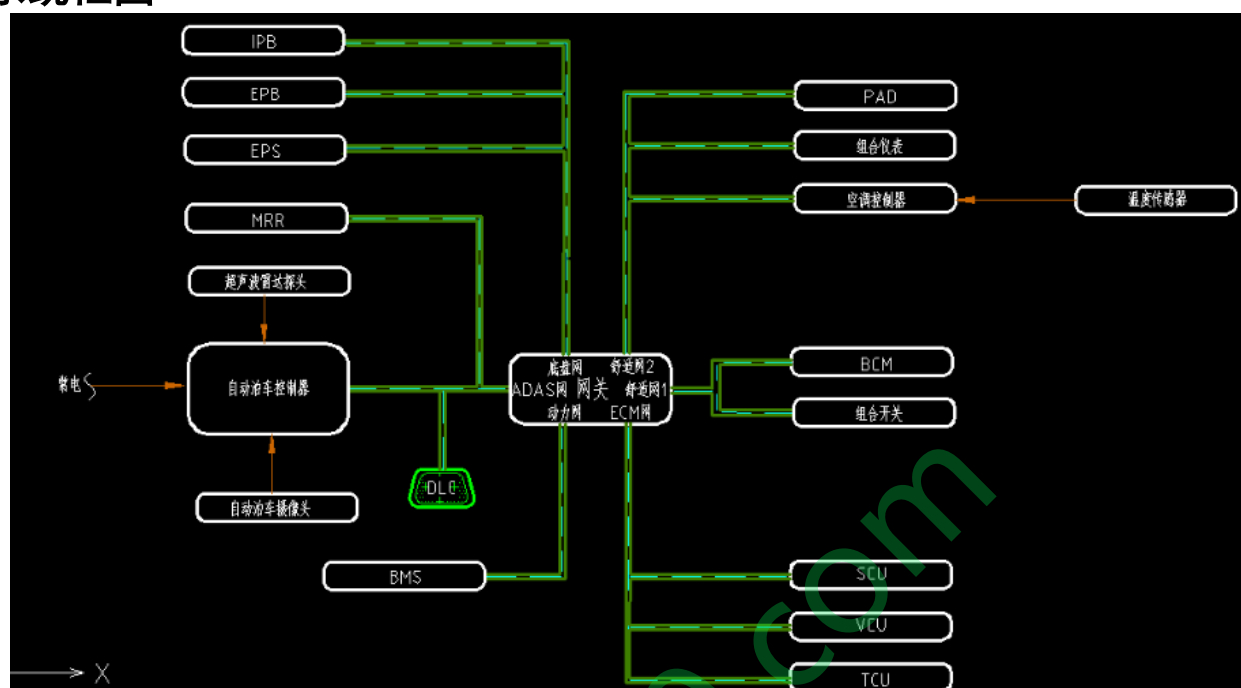 IPB
EPB
EPS
MRR
超声波雷达探头
常电
自动泊车控制器
自动泊车摄像头
DLC
BMS
底盘网 舒适网2
ADAS网 网关 舒适网1
动力网 ECM网
PAD
组合仪表
空调控制器
温度传感器
BCM
组合开关
SCU
VCU
TCU
X
com